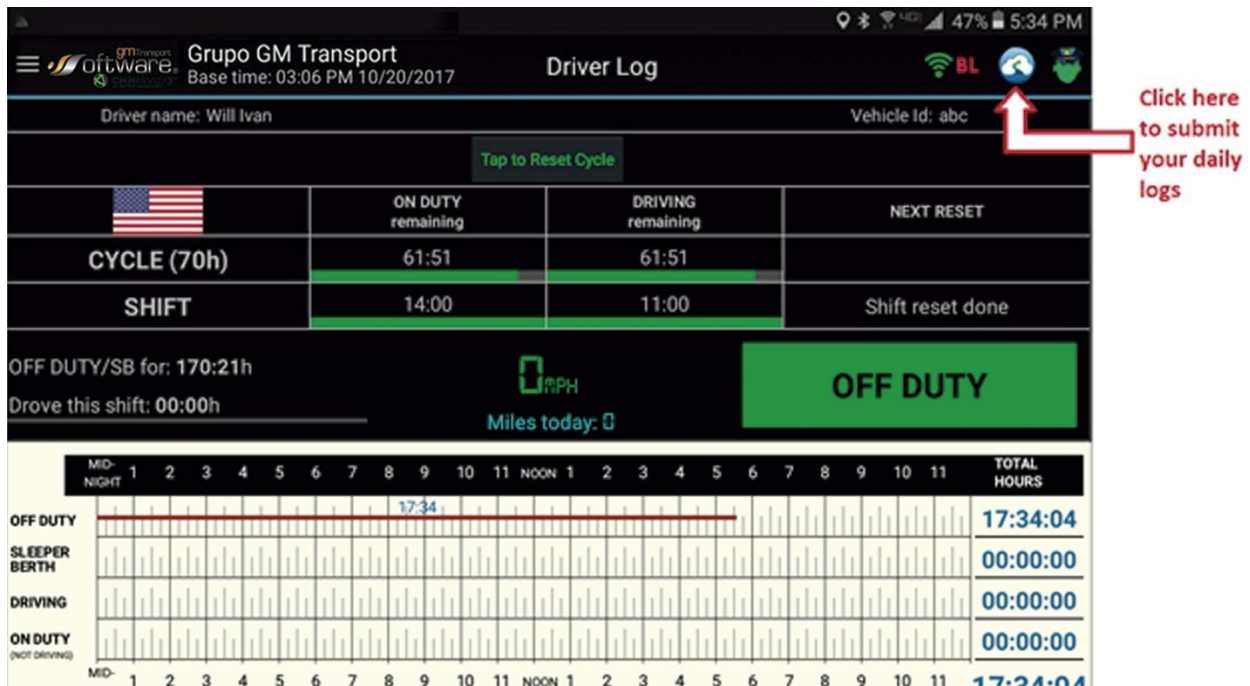 47% 5:34 PM
gm Transport
Software.
Grupo GM Transport
Base time: 03:06 PM 10/20/2017
Driver Log
BL
Click here
to submit
your daily
logs
Driver name: Will Ivan
Vehicle Id: abc
Tap to Reset Cycle
ON DUTY
remaining
DRIVING
remaining
NEXT RESET
CYCLE (70h)
61:51
61:51
SHIFT
14:00
11:00
Shift reset done
OFF DUTY/SB for: 170:21h
Drove this shift: 00:00h
0 MPH
Miles today: 0
OFF DUTY
MID-
NIGHT 1 2 3 4 5 6 7 8 9 10 11 NOON 1 2 3 4 5 6 7 8 9 10 11
TOTAL
HOURS
17:34
OFF DUTY
17:34:04
SLEEPER
BERTH
00:00:00
DRIVING
00:00:00
ON DUTY
(NOT DRIVING)
00:00:00
MID-
1 2 3 4 5 6 7 8 9 10 11 NOON 1 2 3 4 5 6 7 8 9 10 11
17:34:04